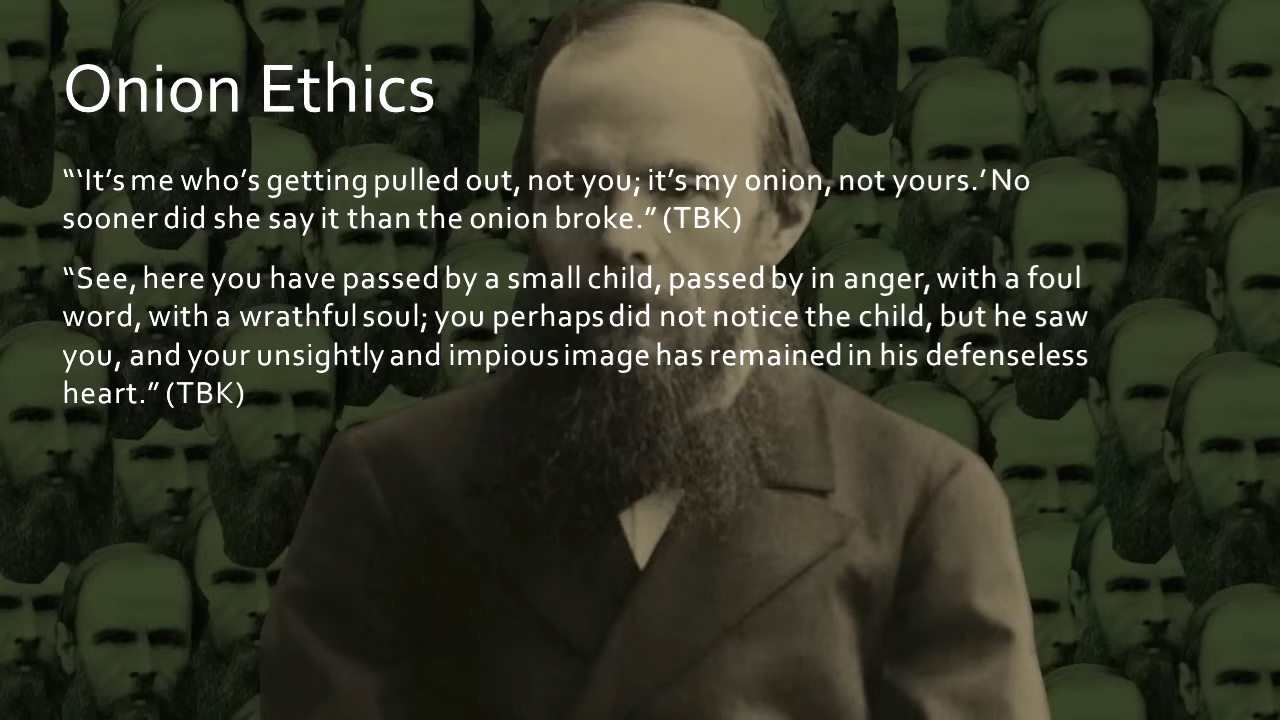 Onion Ethics
“‘It’s me who’s getting pulled out, not you; it’s my onion, not yours.’ No
sooner did she say it than the onion broke.” (TBK)
“See, here you have passed by a small child, passed by in anger, with a foul
word, with a wrathful soul; you perhaps did not notice the child, but he saw
you, and your unsightly and impious image has remained in his defenseless
heart.” (TBK)